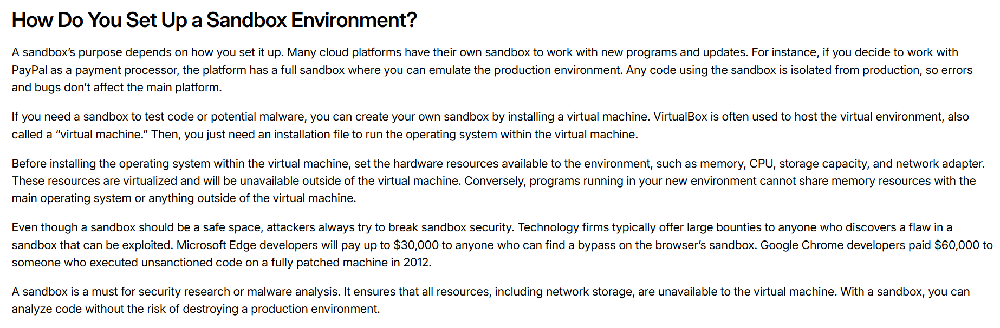 How Do You Set Up a Sandbox Environment?
A sandbox’s purpose depends on how you set it up. Many cloud platforms have their own sandbox to work with new programs and updates. For instance, if you decide to work with
PayPal as a payment processor, the platform has a full sandbox where you can emulate the production environment. Any code using the sandbox is isolated from production, so errors
and bugs don’t affect the main platform.
If you need a sandbox to test code or potential malware, you can create your own sandbox by installing a virtual machine. VirtualBox is often used to host the virtual environment, also
called a “virtual machine.” Then, you just need an installation file to run the operating system within the virtual machine.
Before installing the operating system within the virtual machine, set the hardware resources available to the environment, such as memory, CPU, storage capacity, and network adapter.
These resources are virtualized and will be unavailable outside of the virtual machine. Conversely, programs running in your new environment cannot share memory resources with the
main operating system or anything outside of the virtual machine.
Even though a sandbox should be a safe space, attackers always try to break sandbox security. Technology firms typically offer large bounties to anyone who discovers a flaw in a
sandbox that can be exploited. Microsoft Edge developers will pay up to $30,000 to anyone who can find a bypass on the browser’s sandbox. Google Chrome developers paid $60,000 to
someone who executed unsanctioned code on a fully patched machine in 2012.
A sandbox is a must for security research or malware analysis. It ensures that all resources, including network storage, are unavailable to the virtual machine. With a sandbox, you can
analyze code without the risk of destroying a production environment.